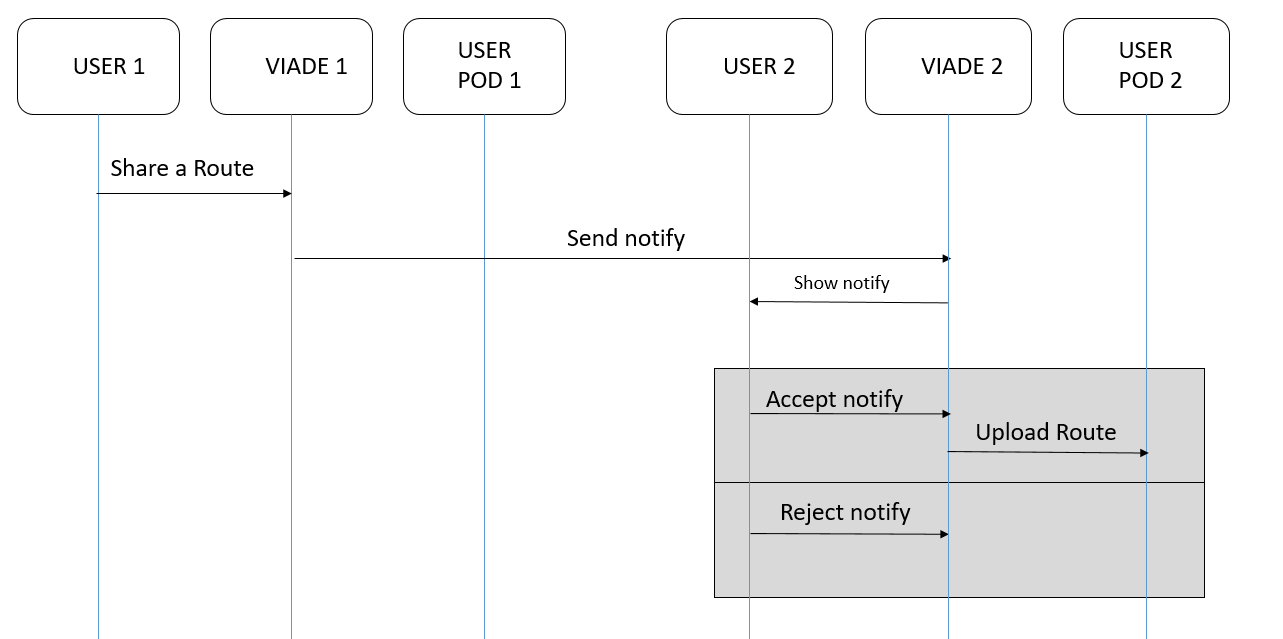 USER 1
VIADE 1
USER
POD 1
USER 2
VIADE 2
USER
POD 2
Share a Route
Send notify
Show notify
Accept notify
Upload Route
Reject notify